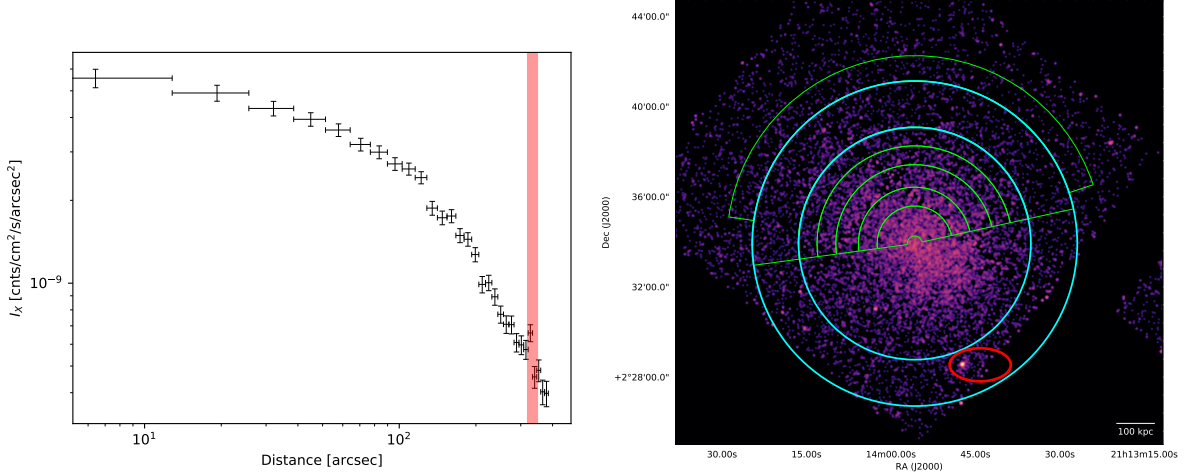 I_X [cnts/cm²/s/arcsec²]
10⁻⁹
10¹
10²
Distance [arcsec]
Dec (J2000)
44'00.0"
40'00.0"
36'00.0"
32'00.0"
+2°28'00.0"
100 kpc
30.00s 15.00s 14m00.00s 45.00s 30.00s 21h13m15.00s
RA (J2000)